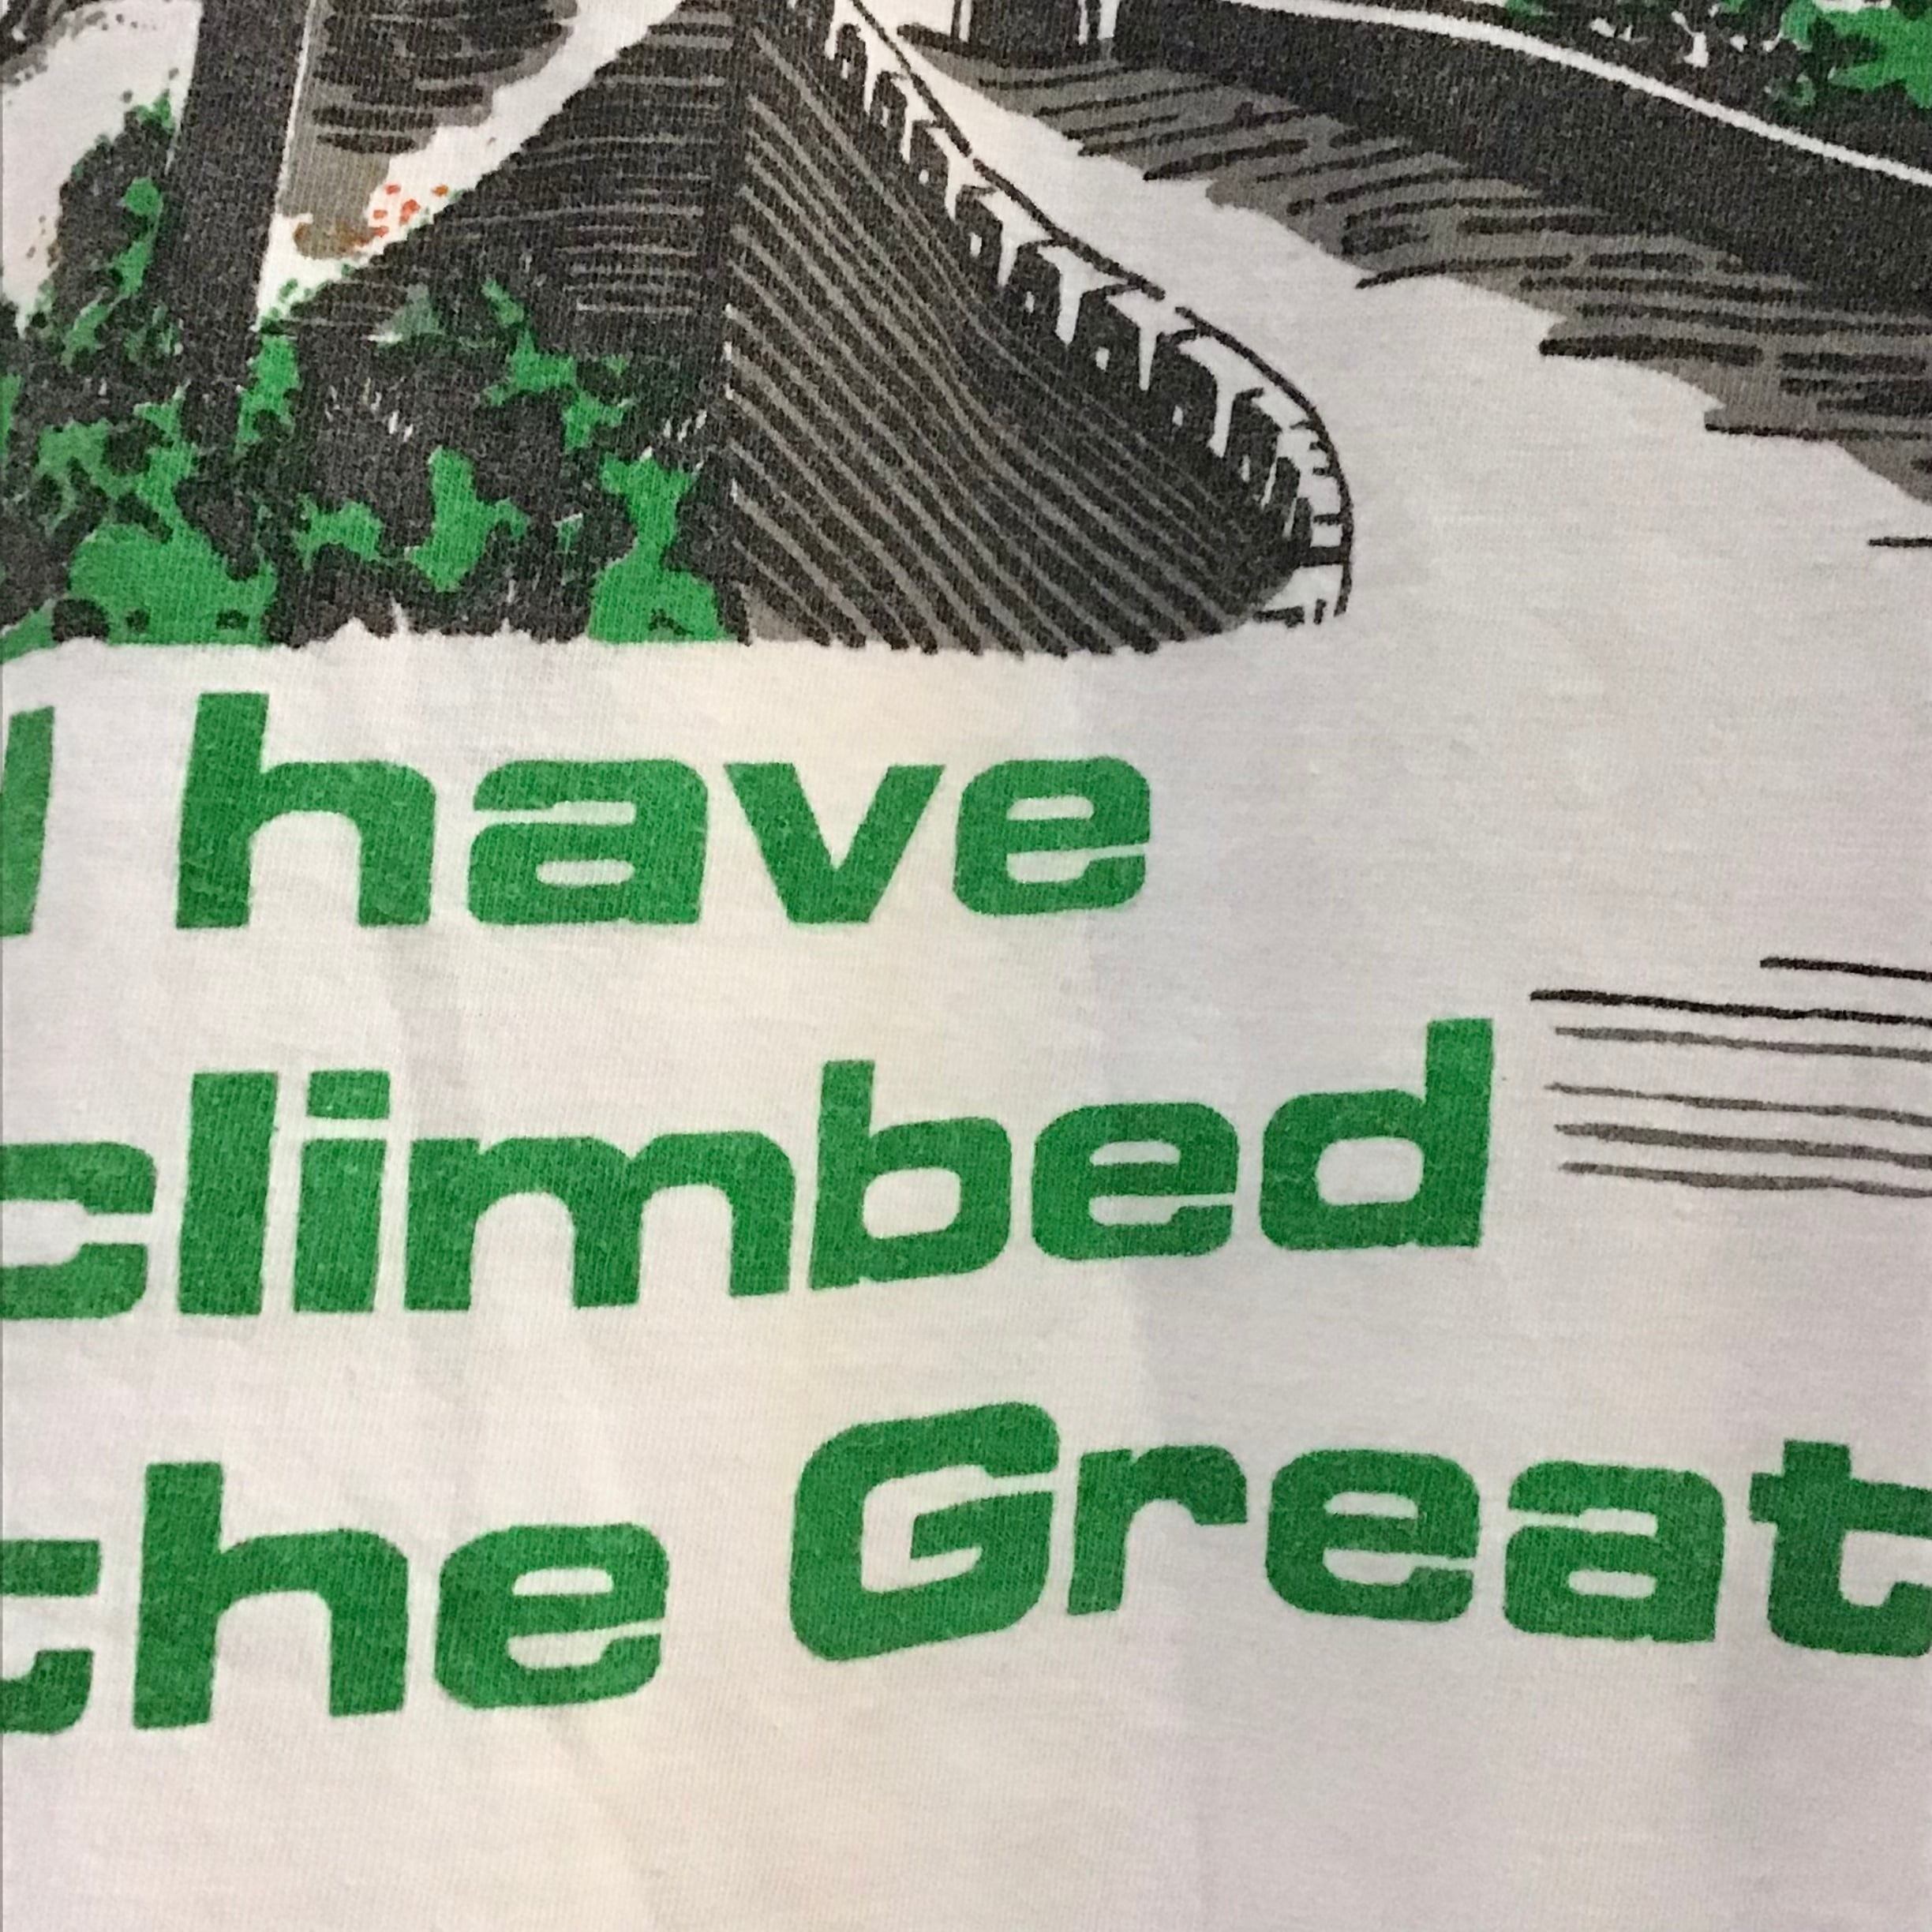 I have
climbed
the Great